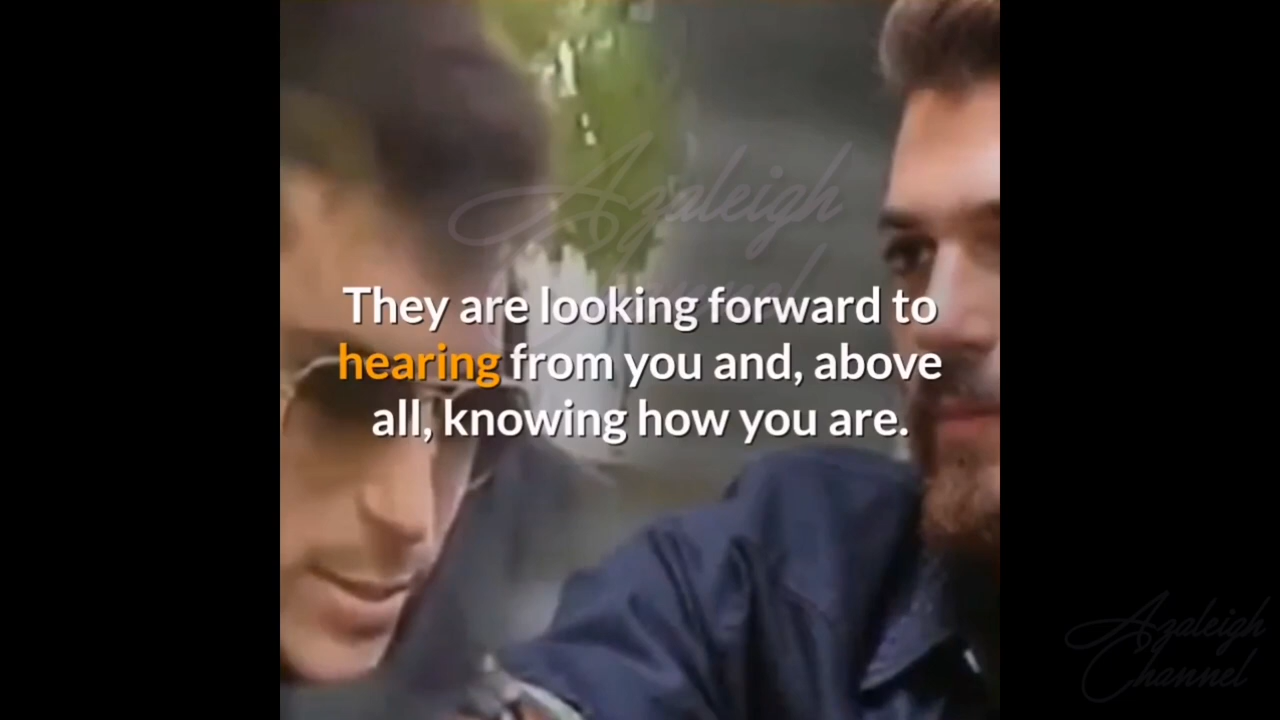 Azaleigh
Channel
They are looking forward to
hearing from you and, above
all, knowing how you are.
Azaleigh
Channel